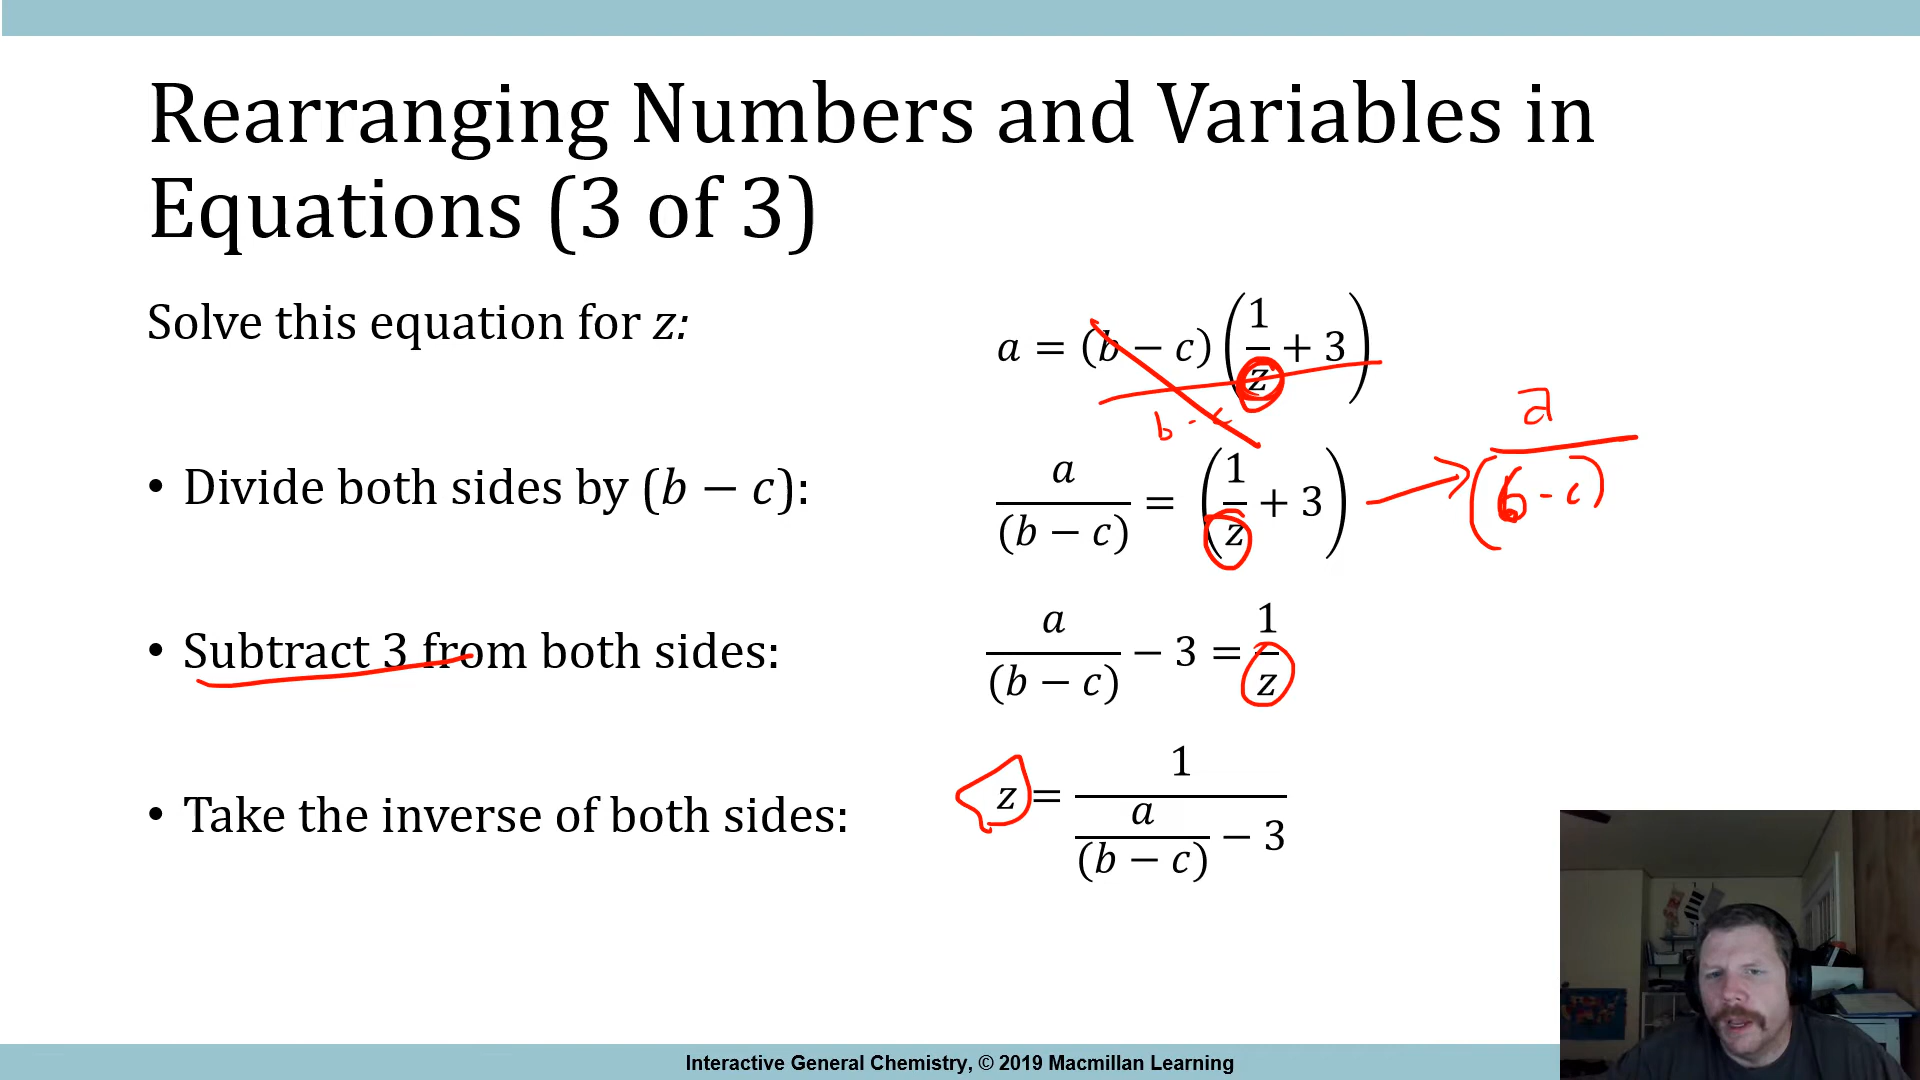 Rearranging Numbers and Variables in
Equations (3 of 3)
Solve this equation for z:
a = (b − c) (1/z + 3)
b - c
• Divide both sides by (b − c):
a/(b − c) = (1/z + 3)
a/(b - c)
• Subtract 3 from both sides:
a/(b − c) − 3 = 1/z
• Take the inverse of both sides:
z = 1/(a/(b − c) − 3)
Interactive General Chemistry, © 2019 Macmillan Learning